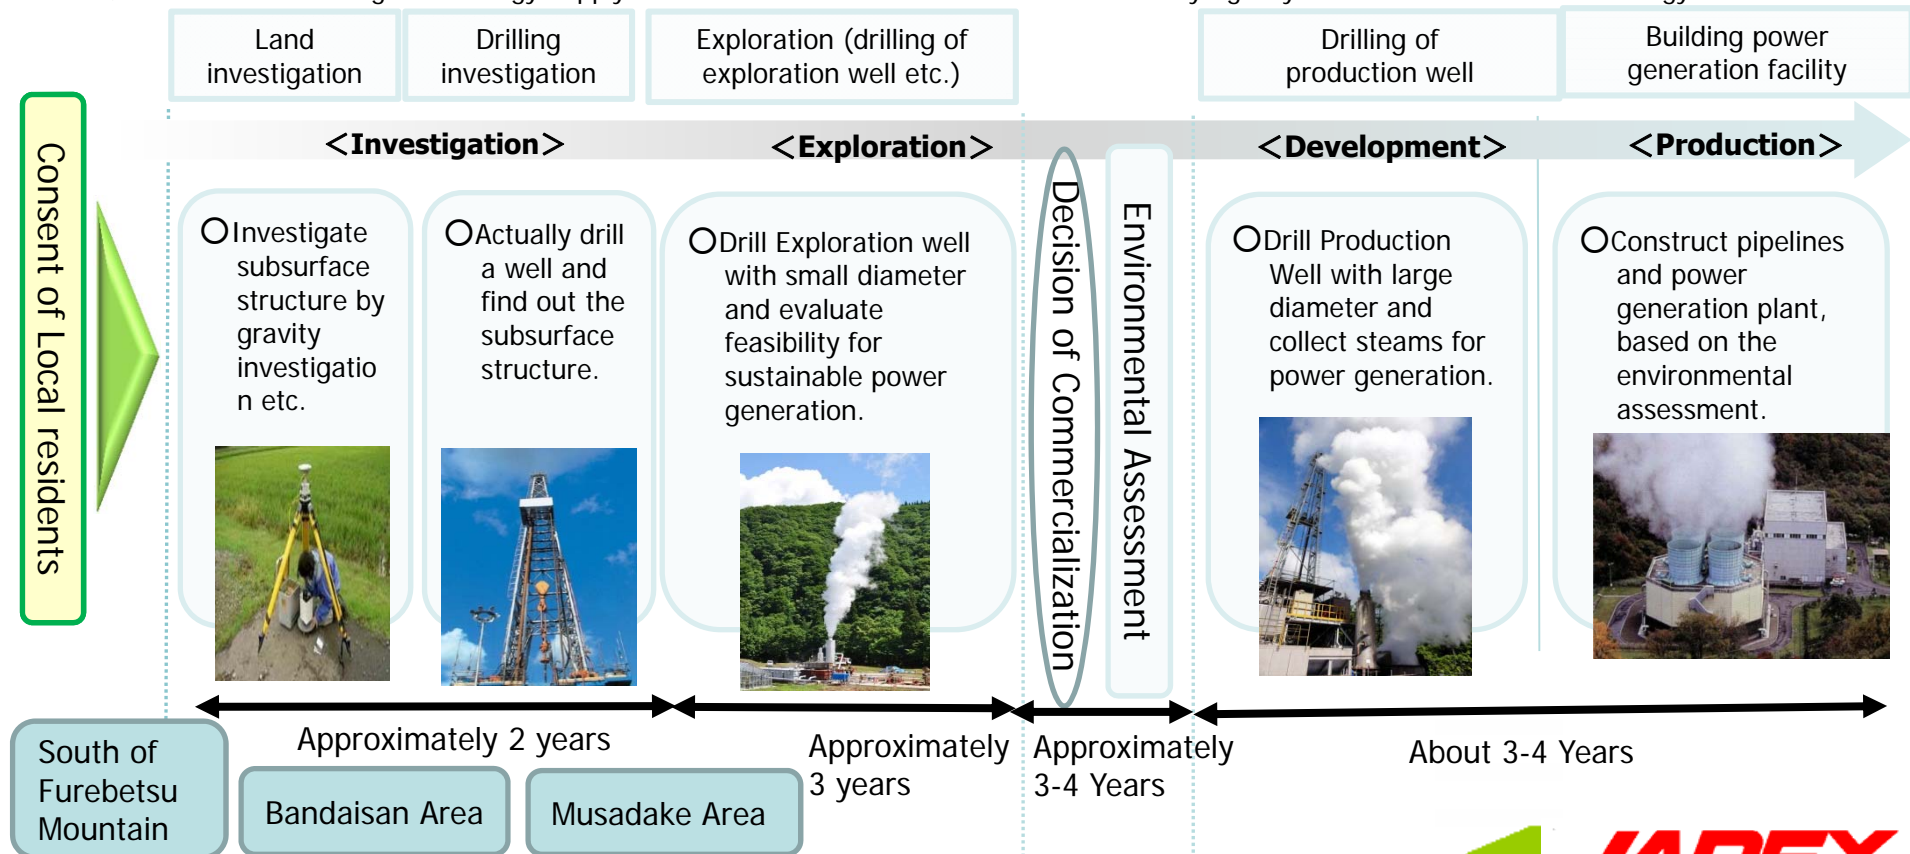 Land
investigation
Drilling
investigation
Exploration (drilling of
exploration well etc.)
Drilling of
production well
Building power
generation facility
Consent of Local residents
<Investigation>
<Exploration>
<Development>
<Production>
○Investigate
subsurface
structure by
gravity
investigatio
n etc.
○Actually drill
a well and
find out the
subsurface
structure.
○Drill Exploration well
with small diameter
and evaluate
feasibility for
sustainable power
generation.
Decision of Commercialization
Environmental Assessment
○Drill Production
Well with large
diameter and
collect steams for
power generation.
○Construct pipelines
and power
generation plant,
based on the
environmental
assessment.
Approximately 2 years
Approximately
3 years
Approximately
3-4 Years
About 3-4 Years
South of
Furebetsu
Mountain
Bandaisan Area
Musadake Area
JAPEX